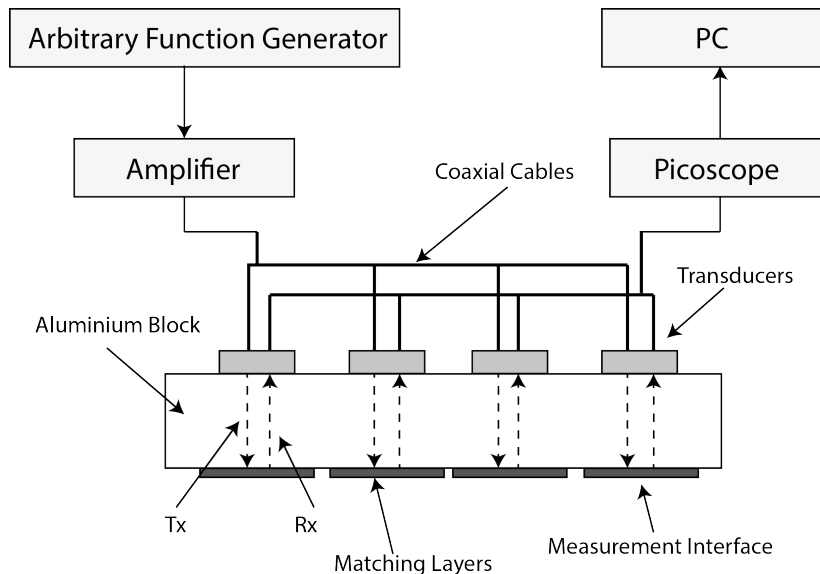 Arbitrary Function Generator
PC
Amplifier
Picoscope
Coaxial Cables
Transducers
Aluminium Block
Tx
Rx
Matching Layers
Measurement Interface